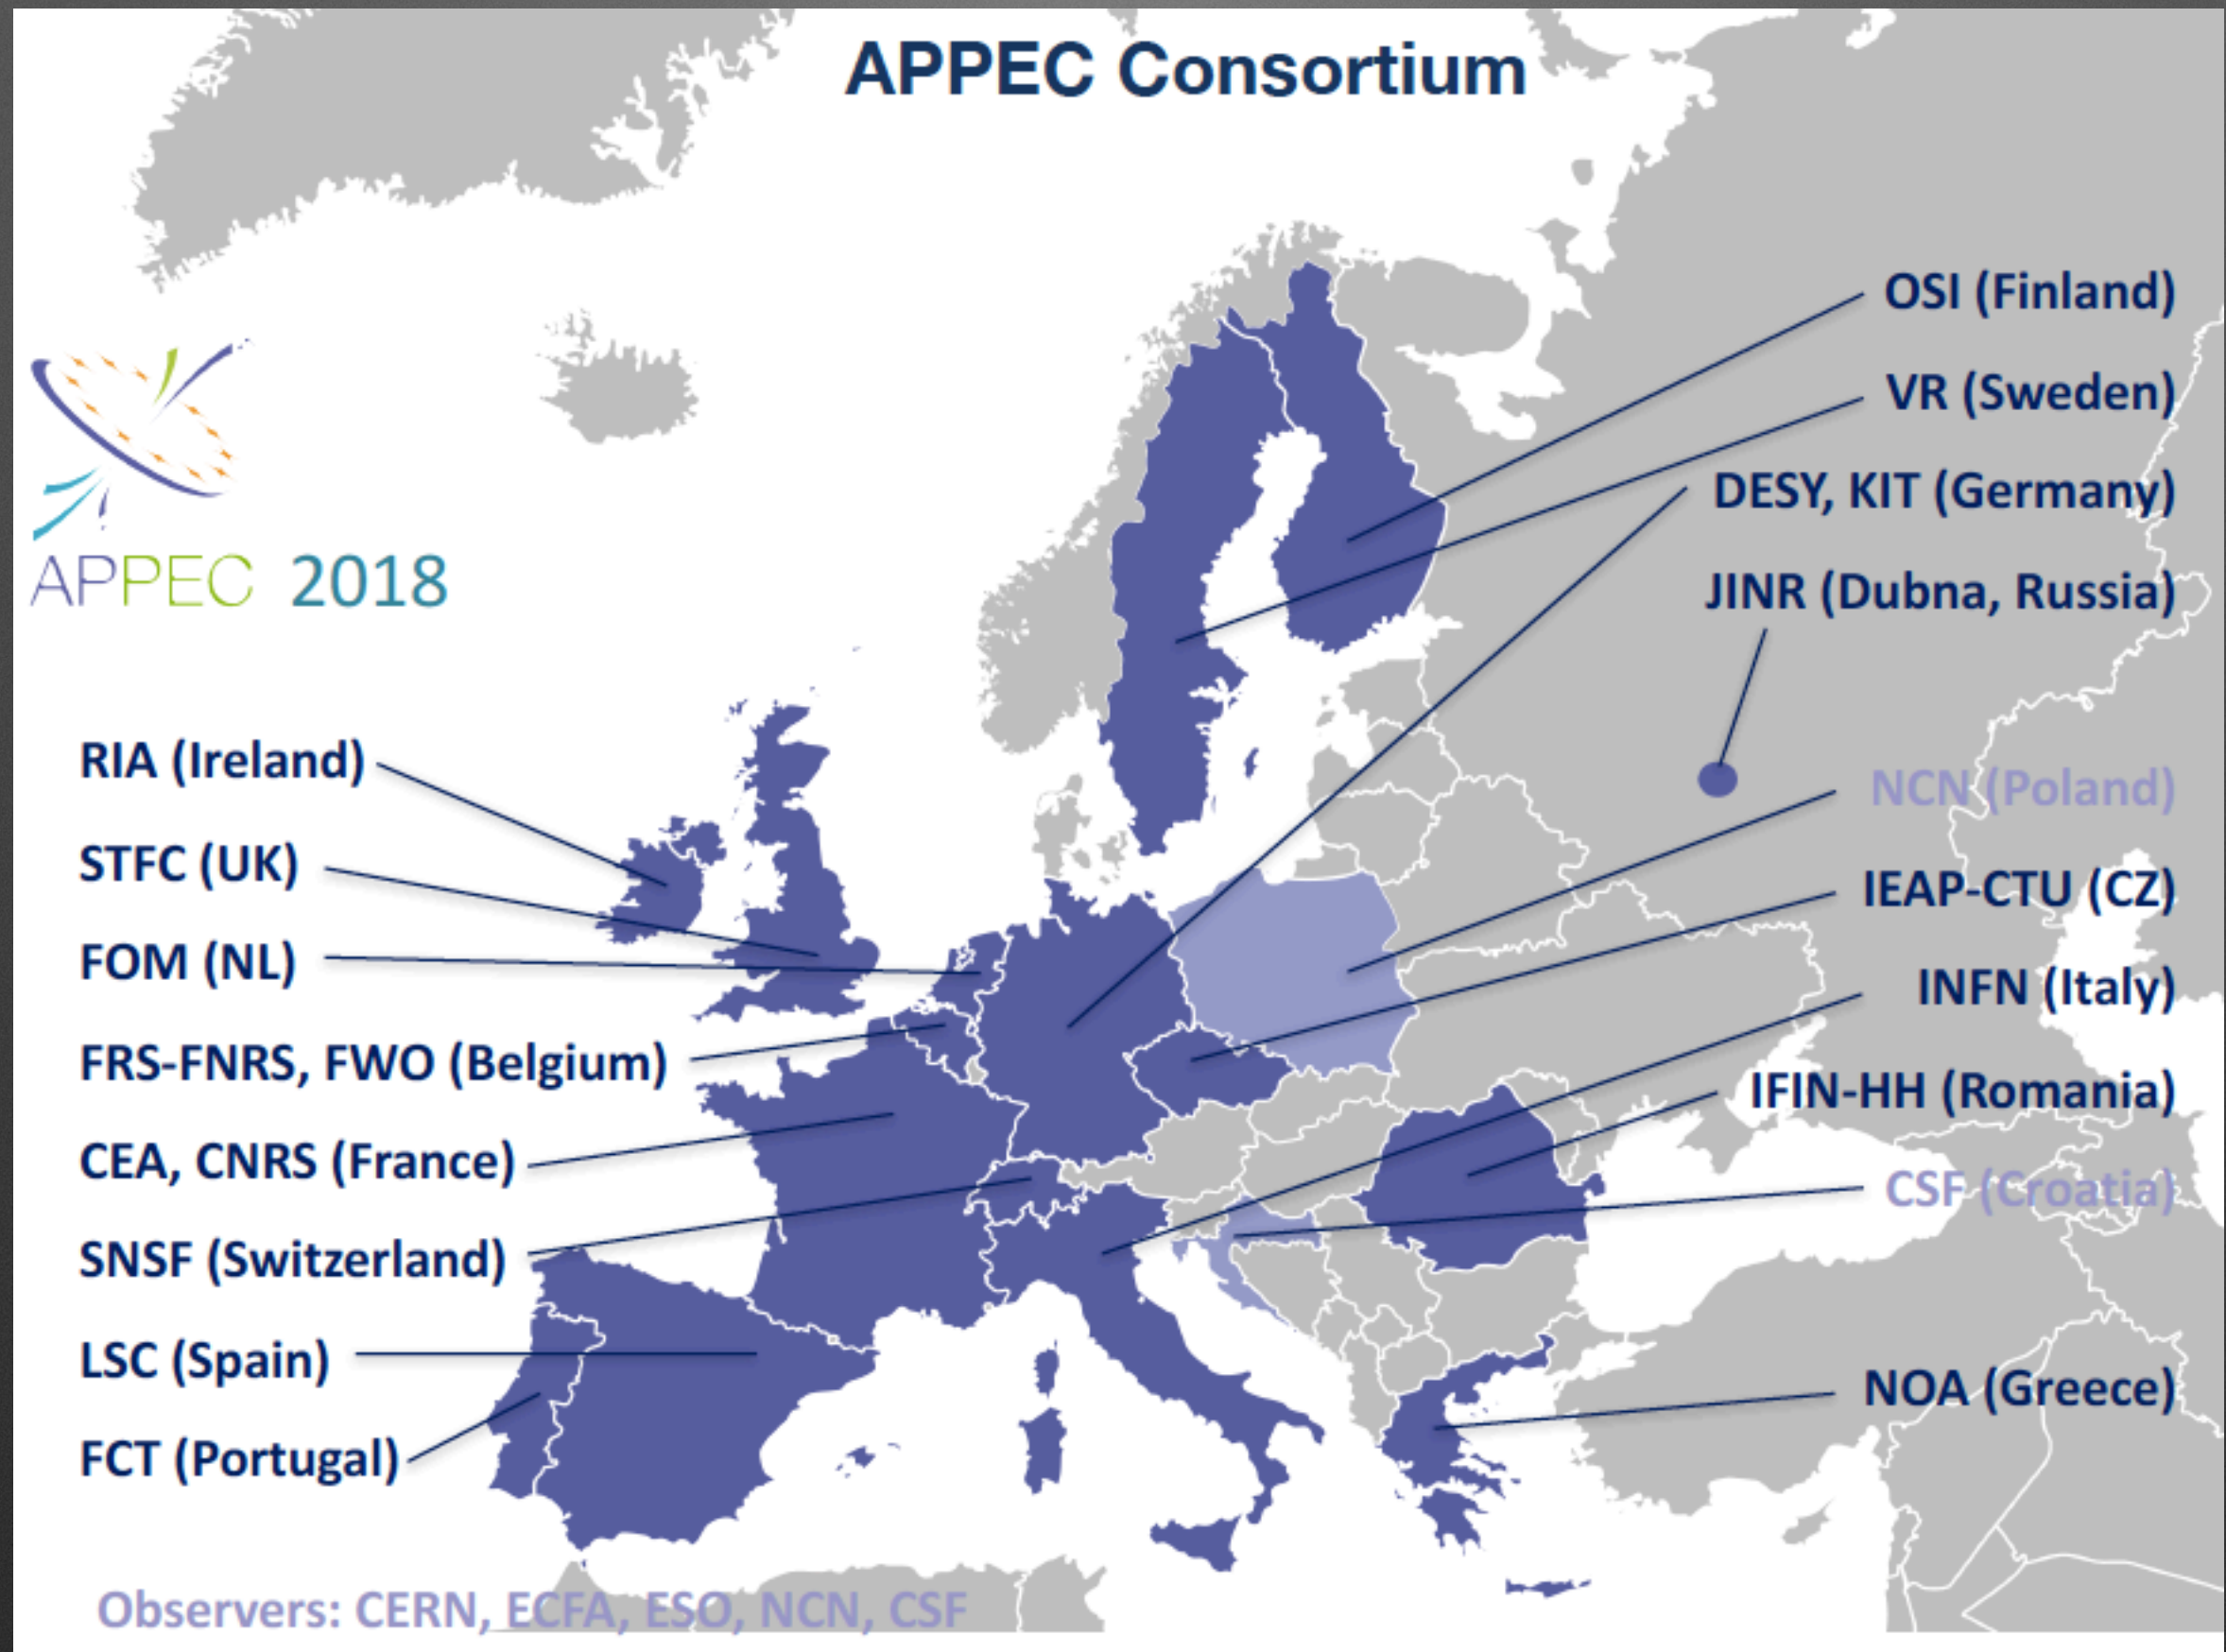 APPEC Consortium
APPEC 2018
RIA (Ireland)
STFC (UK)
FOM (NL)
FRS-FNRS, FWO (Belgium)
CEA, CNRS (France)
SNSF (Switzerland)
LSC (Spain)
FCT (Portugal)
OSI (Finland)
VR (Sweden)
DESY, KIT (Germany)
JINR (Dubna, Russia)
NCN (Poland)
IEAP-CTU (CZ)
INFN (Italy)
IFIN-HH (Romania)
CSF (Croatia)
NOA (Greece)
Observers: CERN, ECFA, ESO, NCN, CSF